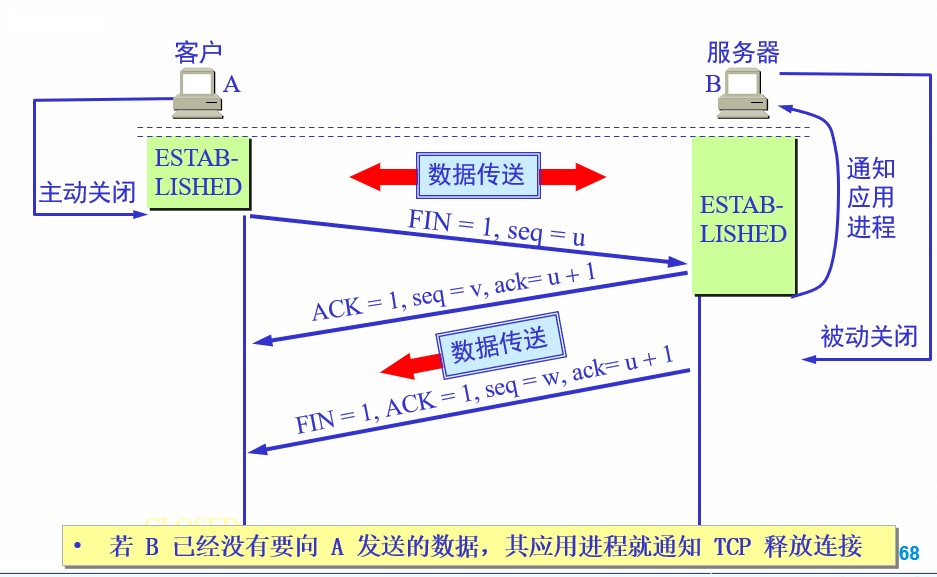 客户
服务器
A
B
ESTAB-
LISHED
数据传送
通知
应用
进程
主动关闭
ESTAB-
LISHED
FIN = 1, seq = u
ACK = 1, seq = v, ack= u + 1
被动关闭
数据传送
FIN = 1, ACK = 1, seq = w, ack= u + 1
CLOSED
• 若 B 已经没有要向 A 发送的数据，其应用进程就通知 TCP 释放连接
68